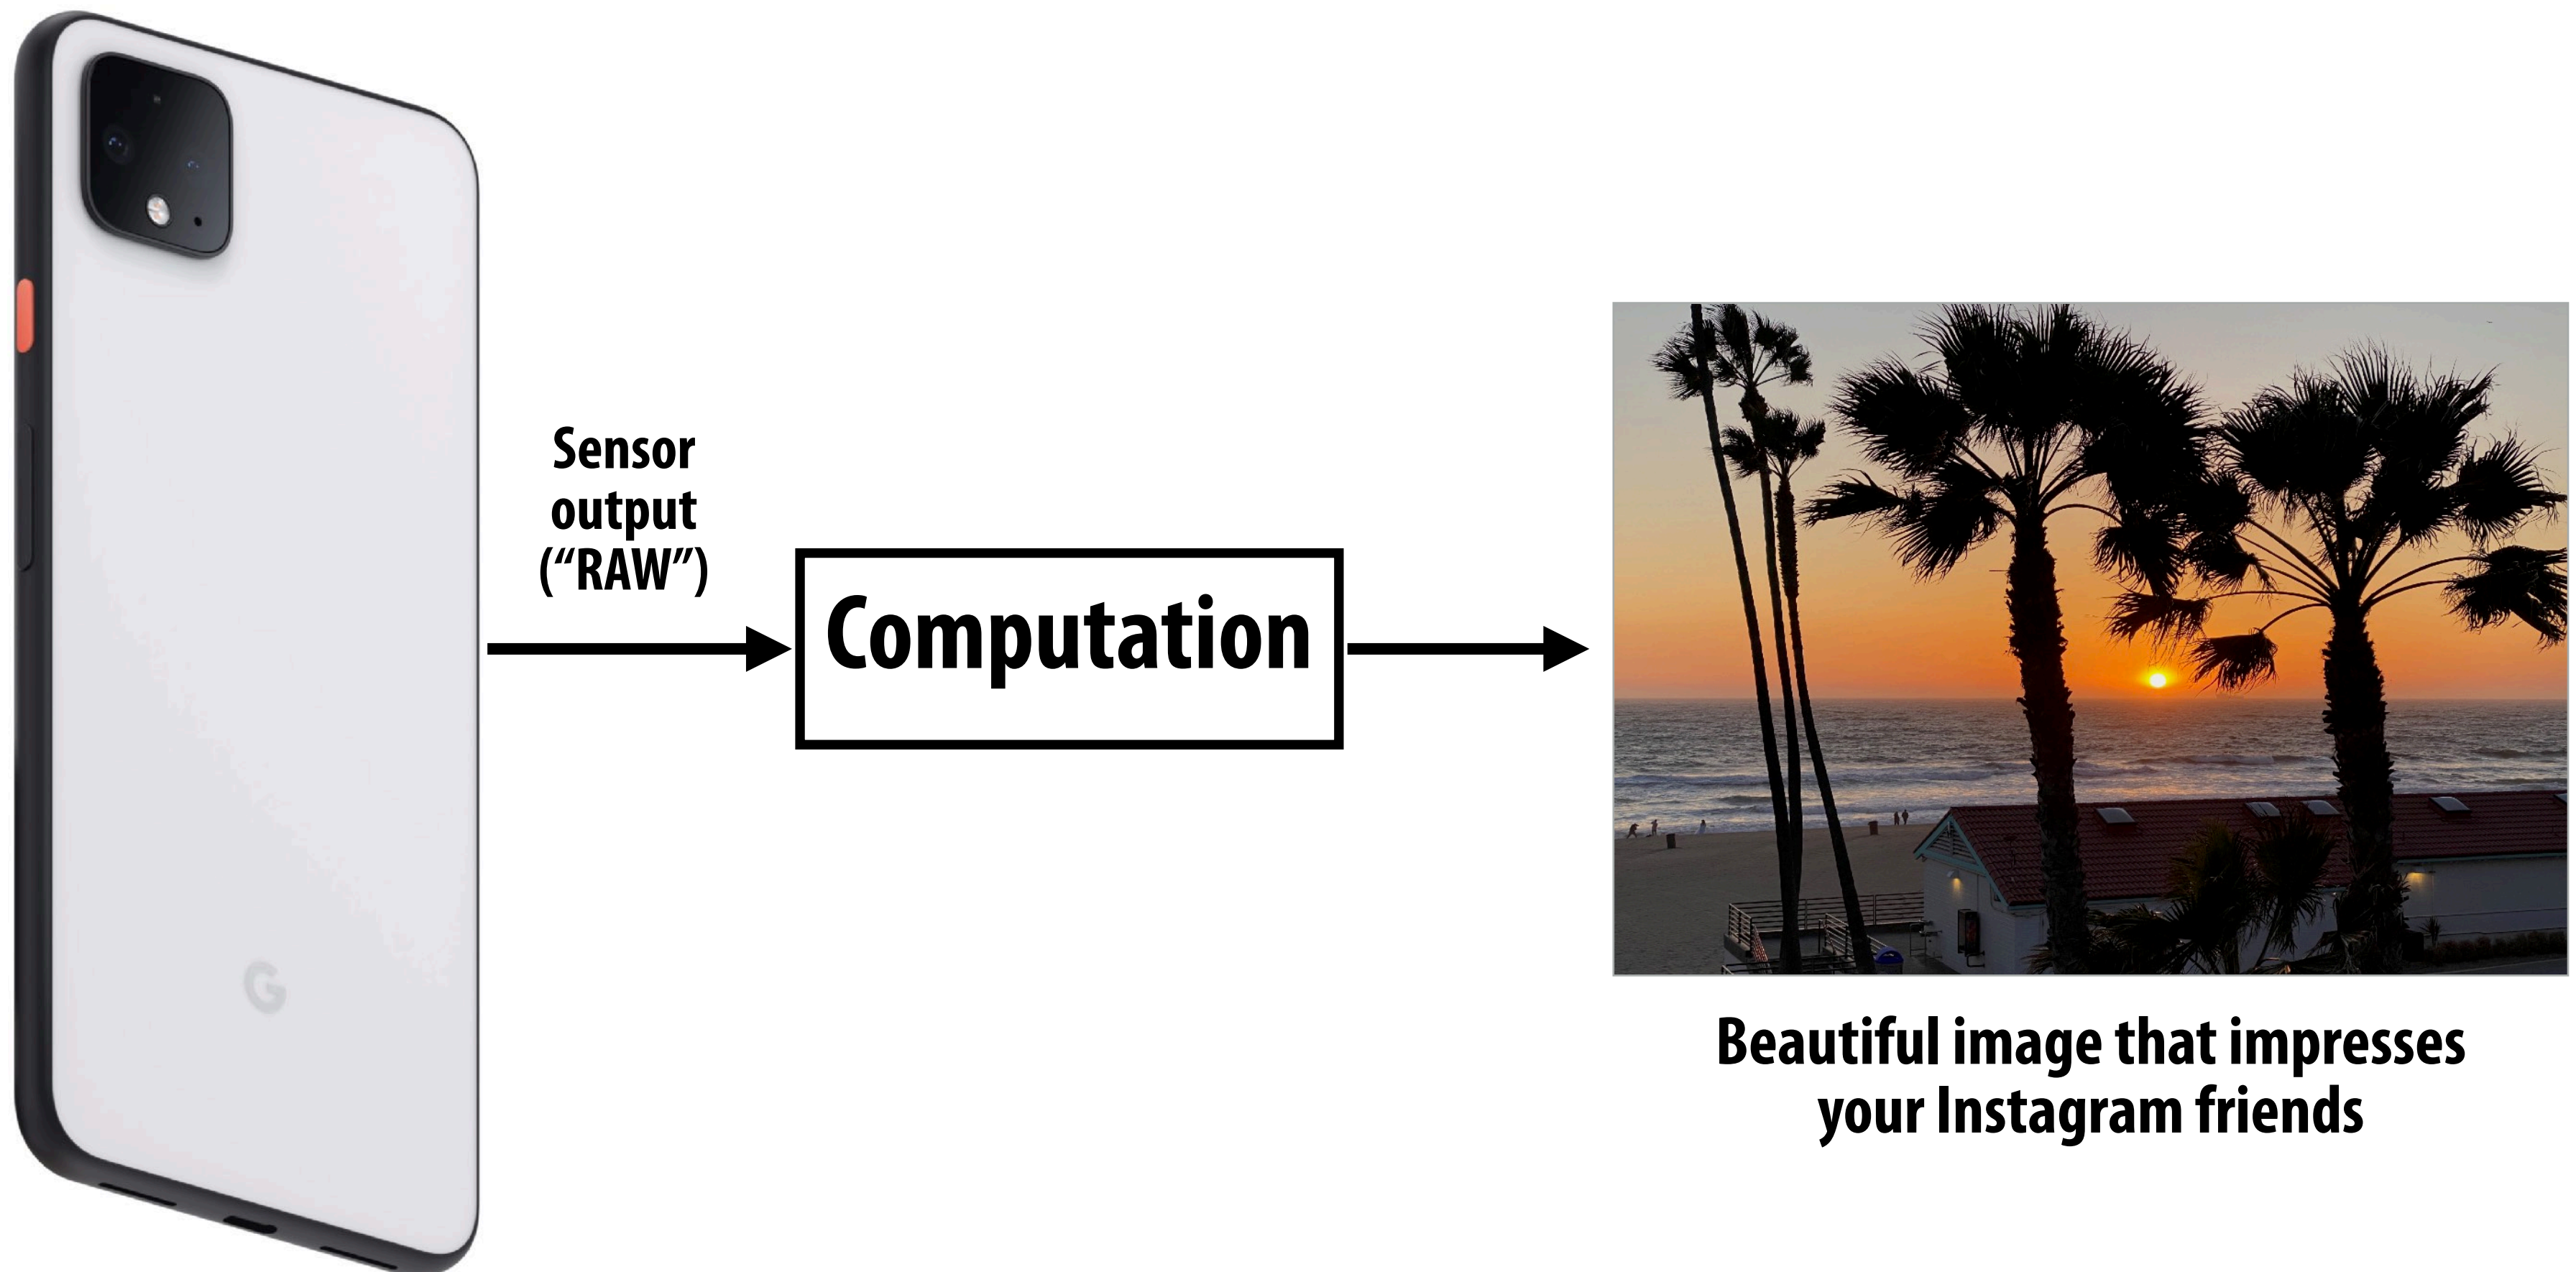 Sensor
output
(“RAW”)
Computation
Beautiful image that impresses
your Instagram friends
G